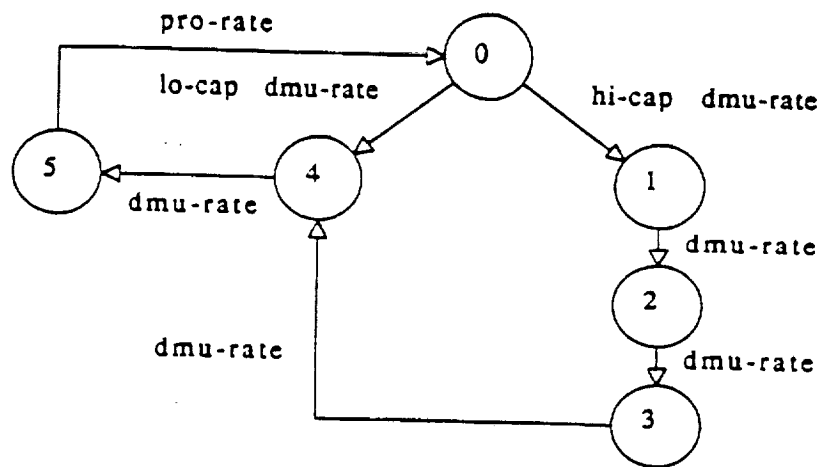 pro-rate
0
lo-cap dmu-rate
hi-cap dmu-rate
5
4
1
dmu-rate
dmu-rate
2
dmu-rate
dmu-rate
3